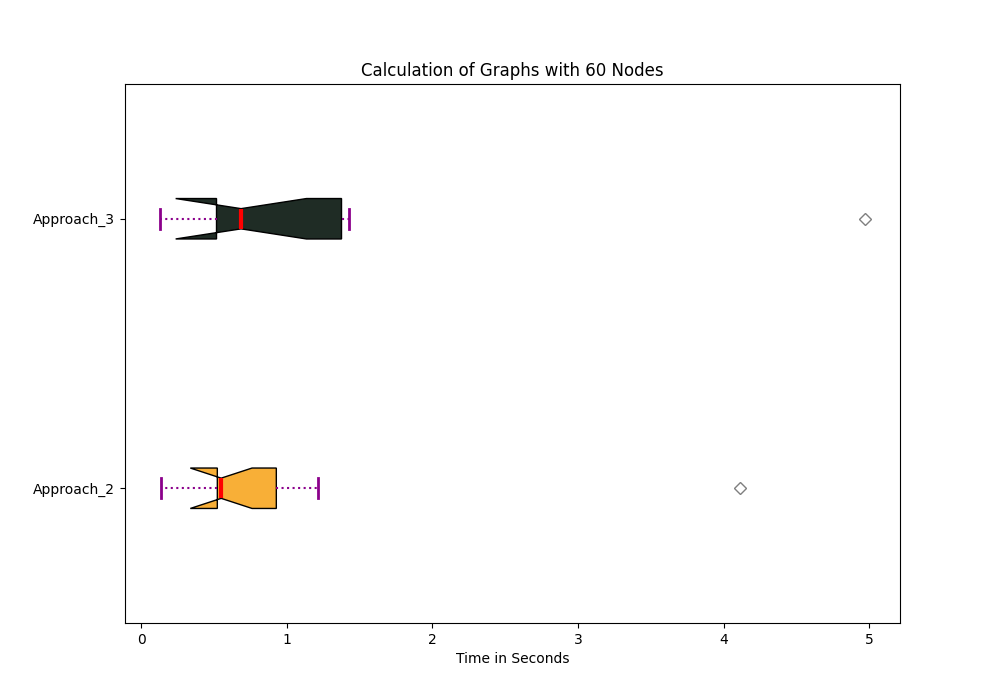 Calculation of Graphs with 60 Nodes
Approach_3
Approach_2
0 1 2 3 4 5
Time in Seconds